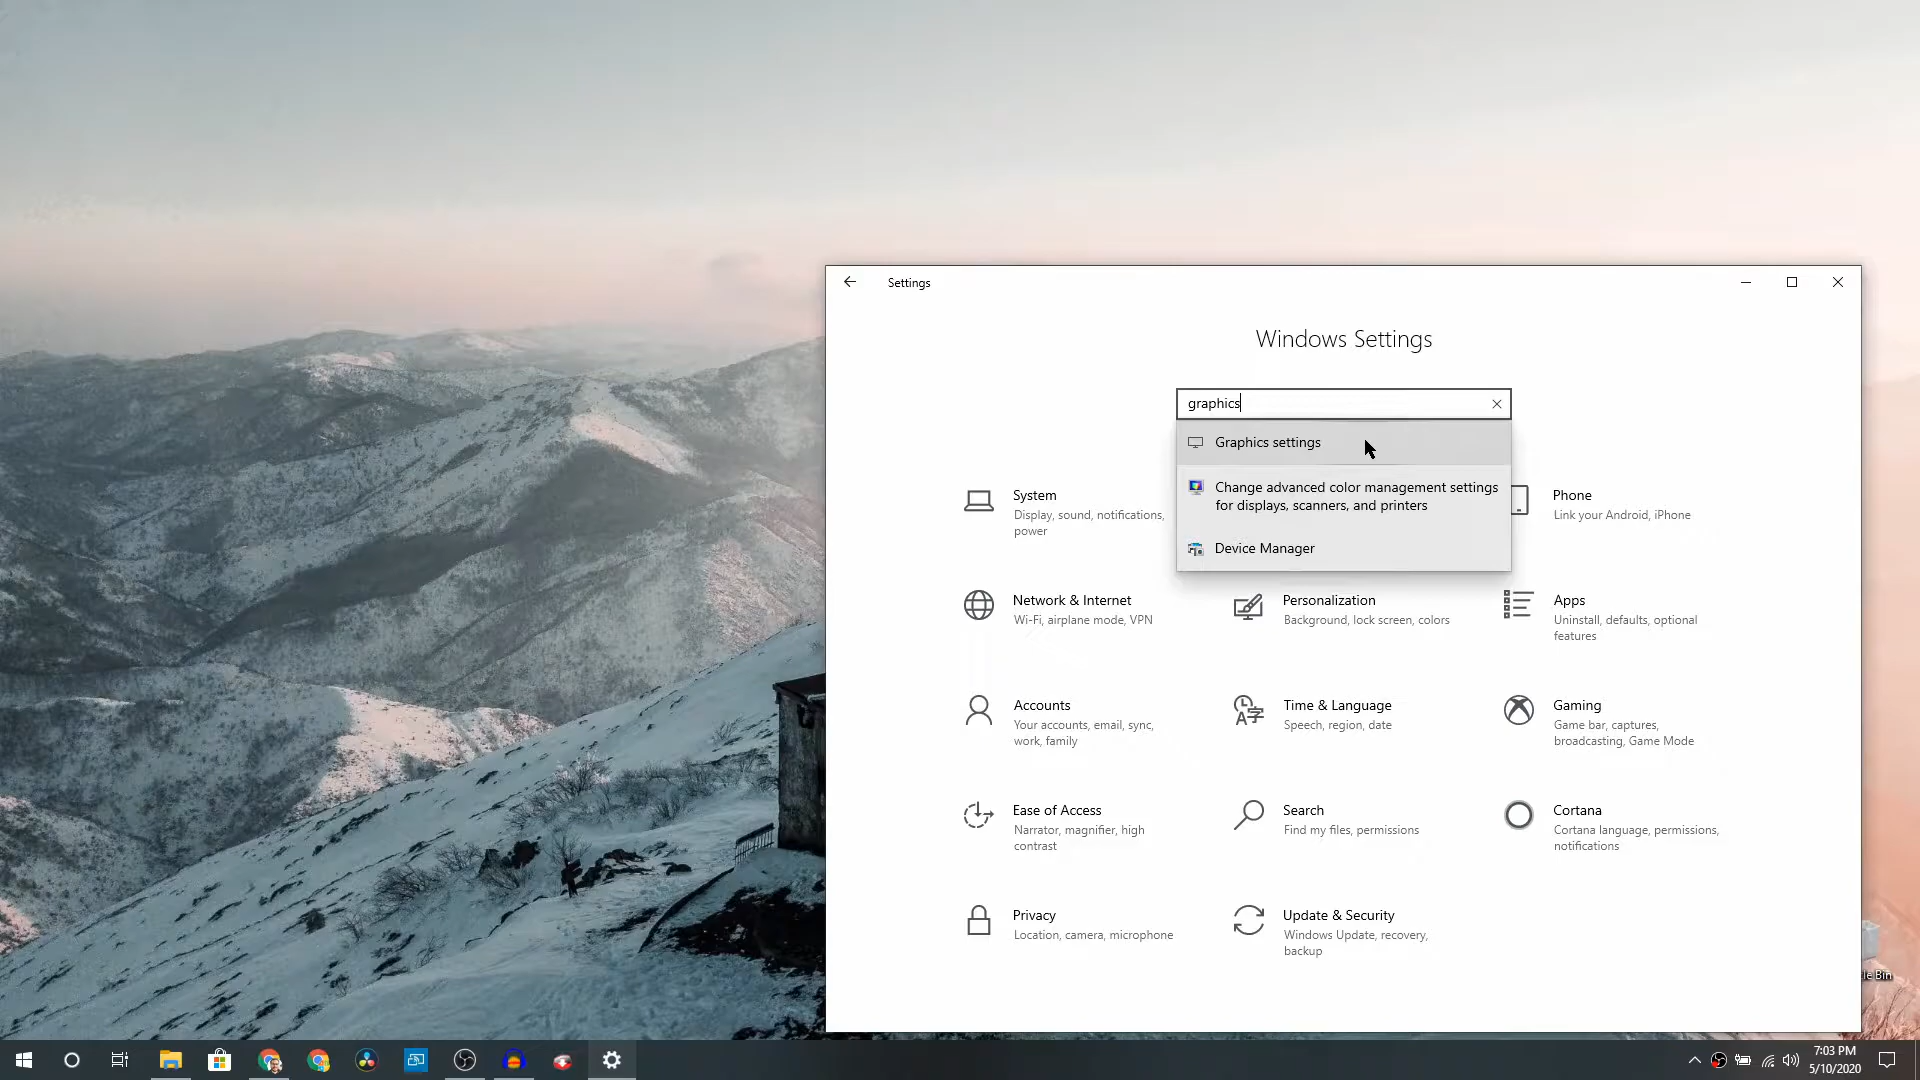 Settings
Windows Settings
graphics
Graphics settings
Change advanced color management settings
for displays, scanners, and printers
Device Manager
System
Display, sound, notifications,
power
Phone
Link your Android, iPhone
Network & Internet
Wi-Fi, airplane mode, VPN
Personalization
Background, lock screen, colors
Apps
Uninstall, defaults, optional
features
Accounts
Your accounts, email, sync,
work, family
Time & Language
Speech, region, date
Gaming
Game bar, captures,
broadcasting, Game Mode
Ease of Access
Narrator, magnifier, high
contrast
Search
Find my files, permissions
Cortana
Cortana language, permissions,
notifications
Privacy
Location, camera, microphone
Update & Security
Windows Update, recovery,
backup
le Bin
7:03 PM
5/10/2020